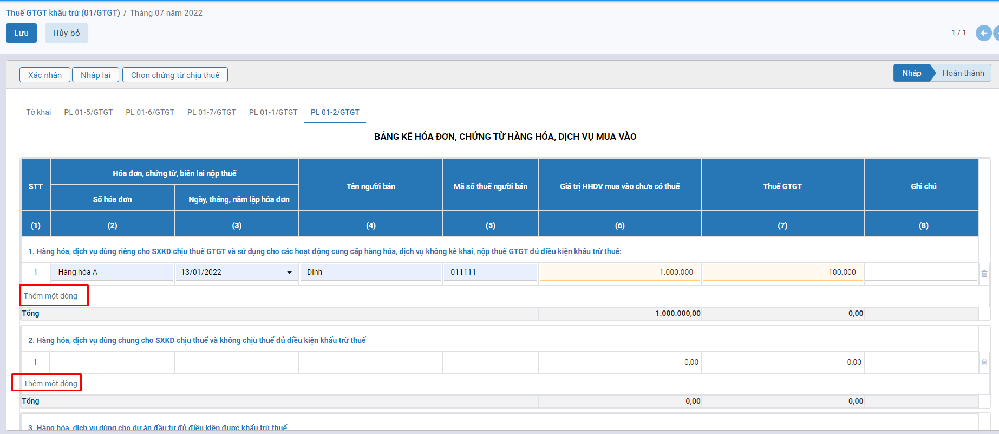 Thuế GTGT khấu trừ (01/GTGT) / Tháng 07 năm 2022
Lưu Hủy bỏ 1 / 1
Xác nhận Nhập lại Chọn chứng từ chịu thuế Nháp Hoàn thành
Tờ khai PL 01-5/GTGT PL 01-6/GTGT PL 01-7/GTGT PL 01-1/GTGT PL 01-2/GTGT
BẢNG KÊ HÓA ĐƠN, CHỨNG TỪ HÀNG HÓA, DỊCH VỤ MUA VÀO
STT Hóa đơn, chứng từ, biên lai nộp thuế Tên người bán Mã số thuế người bán Giá trị HHDV mua vào chưa có thuế Thuế GTGT Ghi chú
Số hóa đơn Ngày, tháng, năm lập hóa đơn
(1) (2) (3) (4) (5) (6) (7) (8)
1. Hàng hóa, dịch vụ dùng riêng cho SXKD chịu thuế GTGT và sử dụng cho các hoạt động cung cấp hàng hóa, dịch vụ không kê khai, nộp thuế GTGT đủ điều kiện khấu trừ thuế:
1 Hàng hóa A 13/01/2022 Dinh 011111 1.000.000 100.000
Thêm một dòng
Tổng 1.000.000,00 0,00
2. Hàng hóa, dịch vụ dùng chung cho SXKD chịu thuế và không chịu thuế đủ điều kiện khấu trừ thuế
1 0,00 0,00
Thêm một dòng
Tổng 0,00 0,00
3. Hàng hóa, dịch vụ dùng cho dự án đầu tư đủ điều kiện được khấu trừ thuế